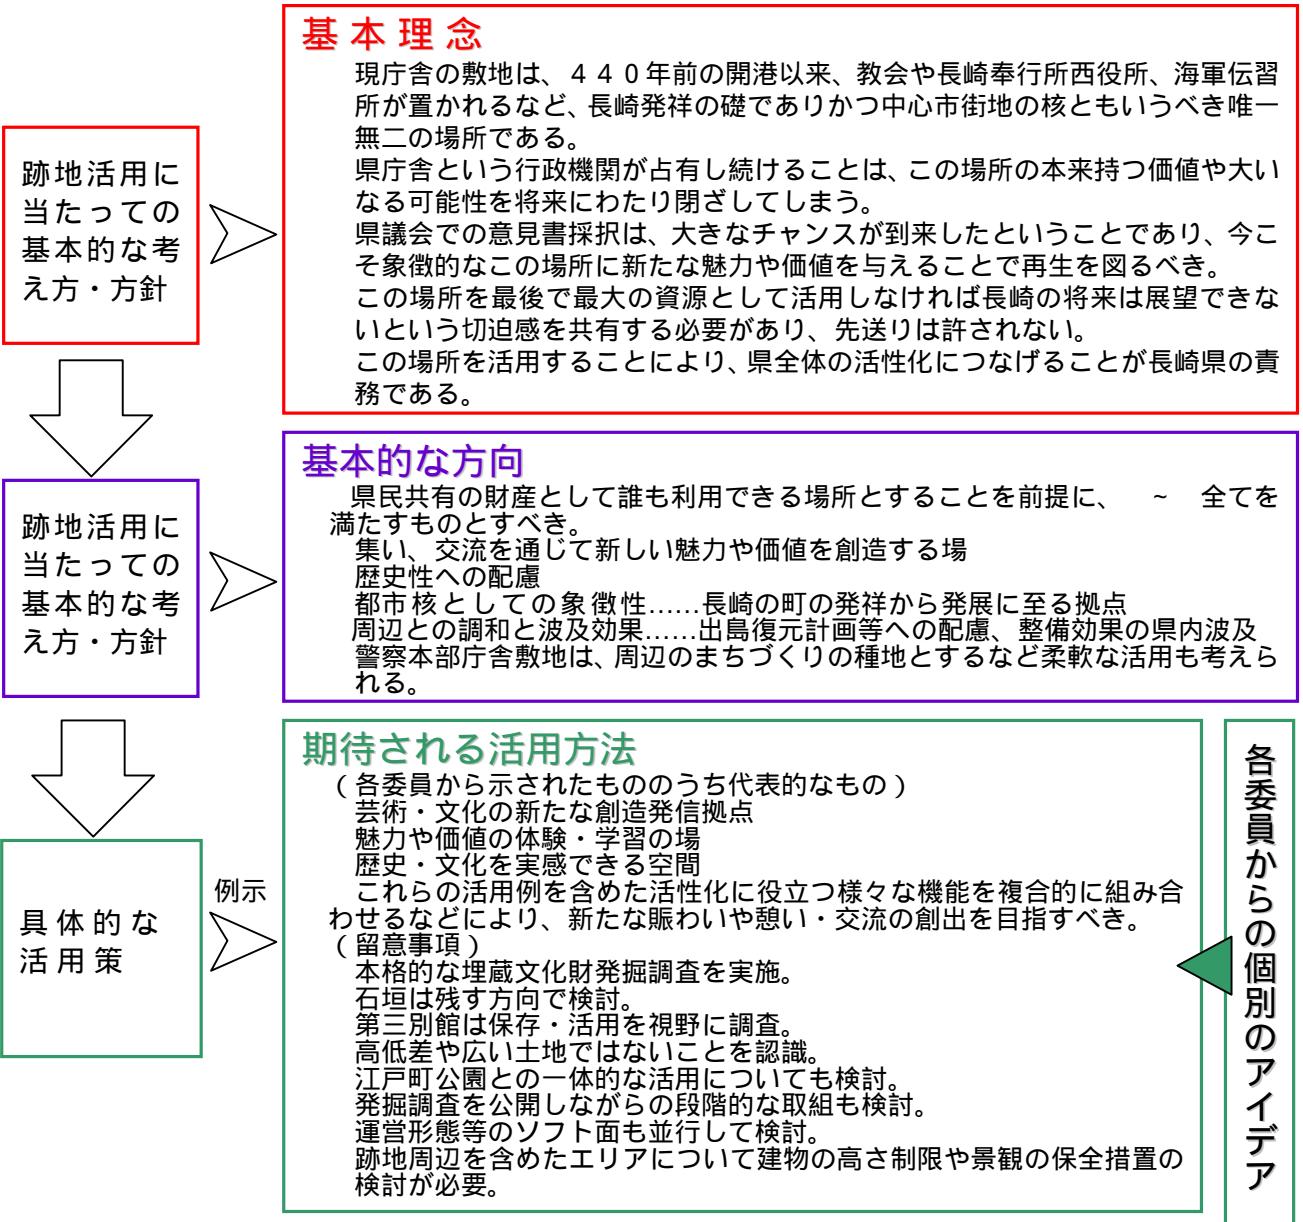 跡地活用に
当たっての
基本的な考
え方・方針
基本理念
現庁舎の敷地は、４４０年前の開港以来、教会や長崎奉行所西役所、海軍伝習
所が置かれるなど、長崎発祥の礎でありかつ中心市街地の核ともいうべき唯一
無二の場所である。
県庁舎という行政機関が占有し続けることは、この場所の本来持つ価値や大い
なる可能性を将来にわたり閉ざしてしまう。
県議会での意見書採択は、大きなチャンスが到来したということであり、今こ
そ象徴的なこの場所に新たな魅力や価値を与えることで再生を図るべき。
この場所を最後で最大の資源として活用しなければ長崎の将来は展望できな
いという切迫感を共有する必要があり、先送りは許されない。
この場所を活用することにより、県全体の活性化につなげることが長崎県の責
務である。
跡地活用に
当たっての
基本的な考
え方・方針
基本的な方向
県民共有の財産として誰も利用できる場所とすることを前提に、　～　全てを
満たすものとすべき。
集い、交流を通じて新しい魅力や価値を創造する場
歴史性への配慮
都市核としての象徴性……長崎の町の発祥から発展に至る拠点
周辺との調和と波及効果……出島復元計画等への配慮、整備効果の県内波及
警察本部庁舎敷地は、周辺のまちづくりの種地とするなど柔軟な活用も考えら
れる。
具体的な
活用策
例示
期待される活用方法
（各委員から示されたもののうち代表的なもの）
芸術・文化の新たな創造発信拠点
魅力や価値の体験・学習の場
歴史・文化を実感できる空間
これらの活用例を含めた活性化に役立つ様々な機能を複合的に組み合
わせるなどにより、新たな賑わいや憩い・交流の創出を目指すべき。
（留意事項）
本格的な埋蔵文化財発掘調査を実施。
石垣は残す方向で検討。
第三別館は保存・活用を視野に調査。
高低差や広い土地ではないことを認識。
江戸町公園との一体的な活用についても検討。
発掘調査を公開しながらの段階的な取組も検討。
運営形態等のソフト面も並行して検討。
跡地周辺を含めたエリアについて建物の高さ制限や景観の保全措置の
検討が必要。
各委員からの個別のアイデア